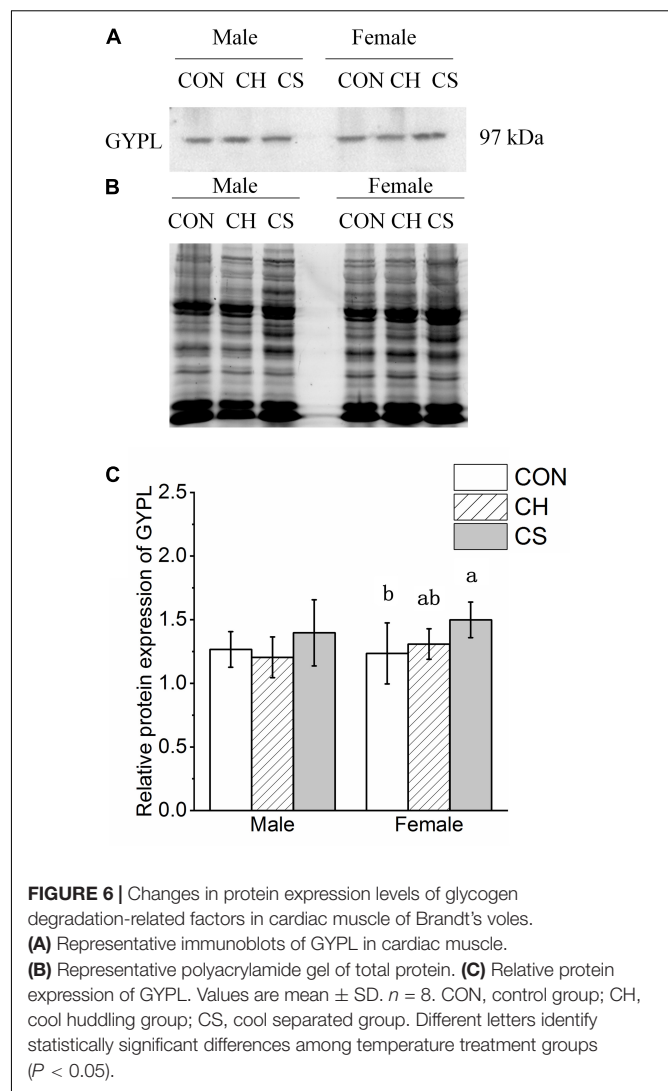 A
Male Female
CON CH CS CON CH CS
GYPL 97 kDa
B Male Female
CON CH CS CON CH CS
C
CON
CH
CS
Relative protein expression of GYPL
2.5
2.0
1.5
1.0
0.5
0.0
b ab a
Male Female
FIGURE 6 | Changes in protein expression levels of glycogen
degradation-related factors in cardiac muscle of Brandt's voles.
(A) Representative immunoblots of GYPL in cardiac muscle.
(B) Representative polyacrylamide gel of total protein. (C) Relative protein
expression of GYPL. Values are mean ± SD. n = 8. CON, control group; CH,
cool huddling group; CS, cool separated group. Different letters identify
statistically significant differences among temperature treatment groups
(P < 0.05).